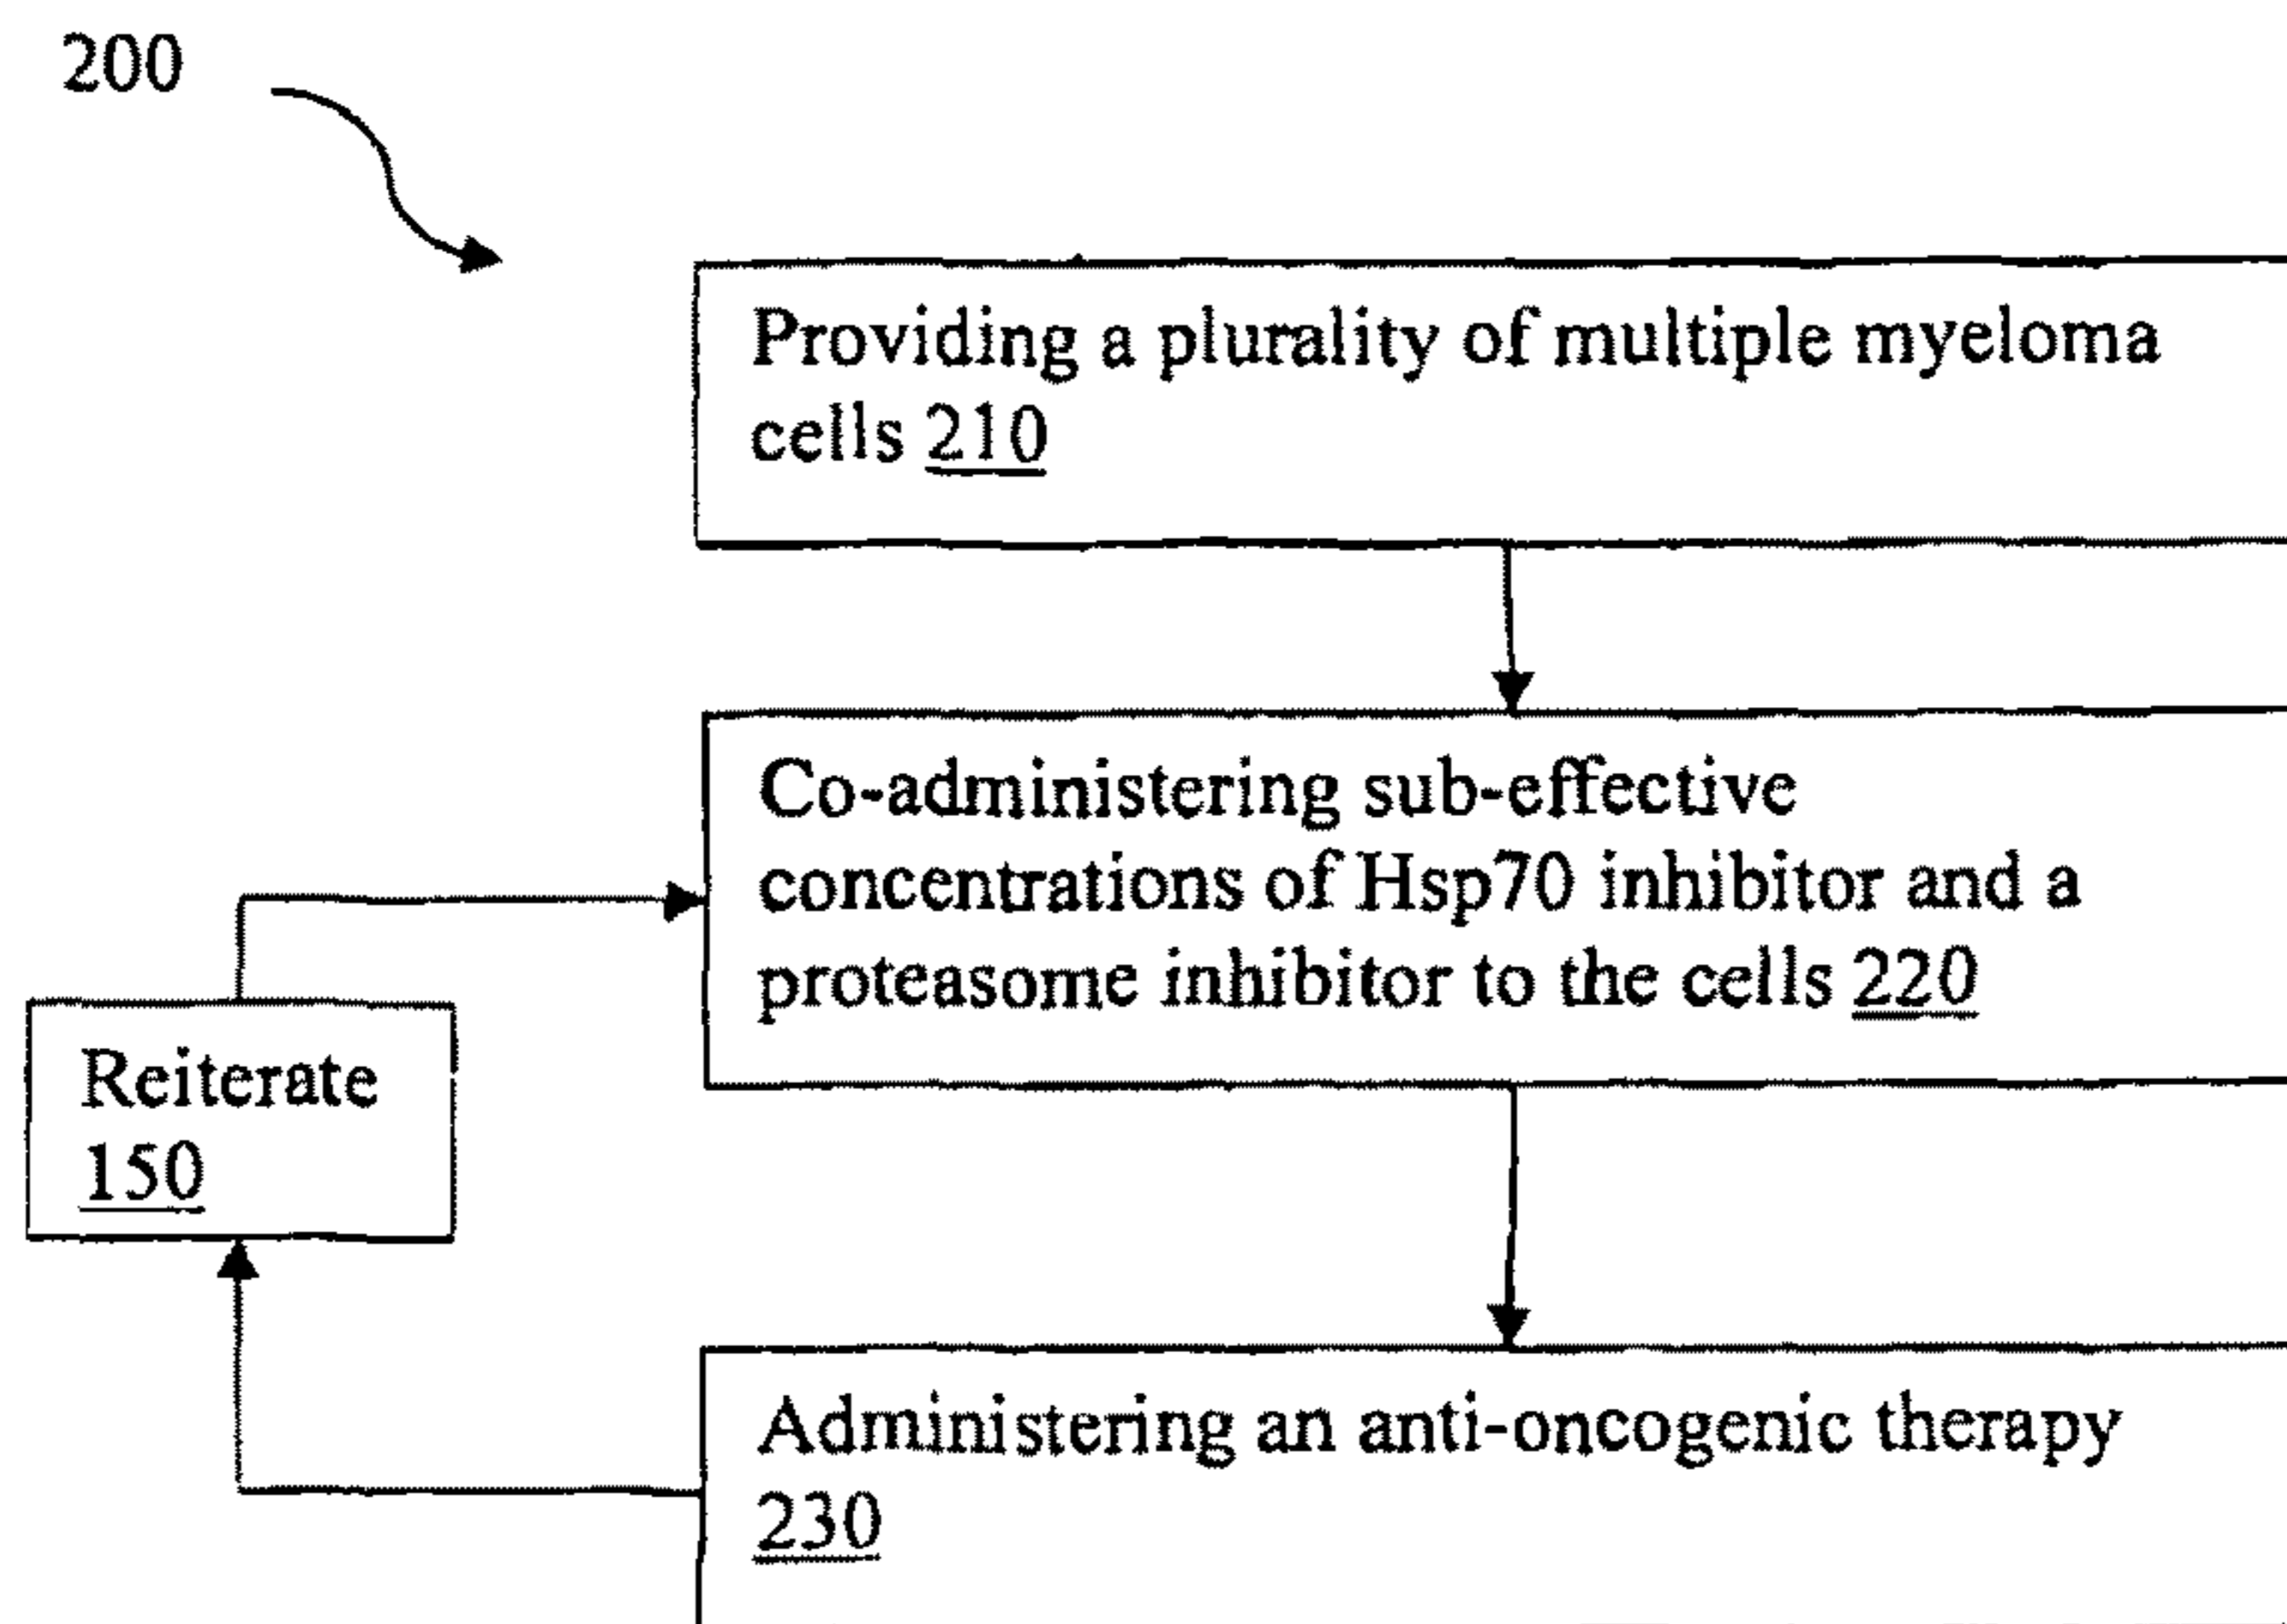 200
Providing a plurality of multiple myeloma
cells 210
Co-administering sub-effective
concentrations of Hsp70 inhibitor and a
proteasome inhibitor to the cells 220
Reiterate
150
Administering an anti-oncogenic therapy
230